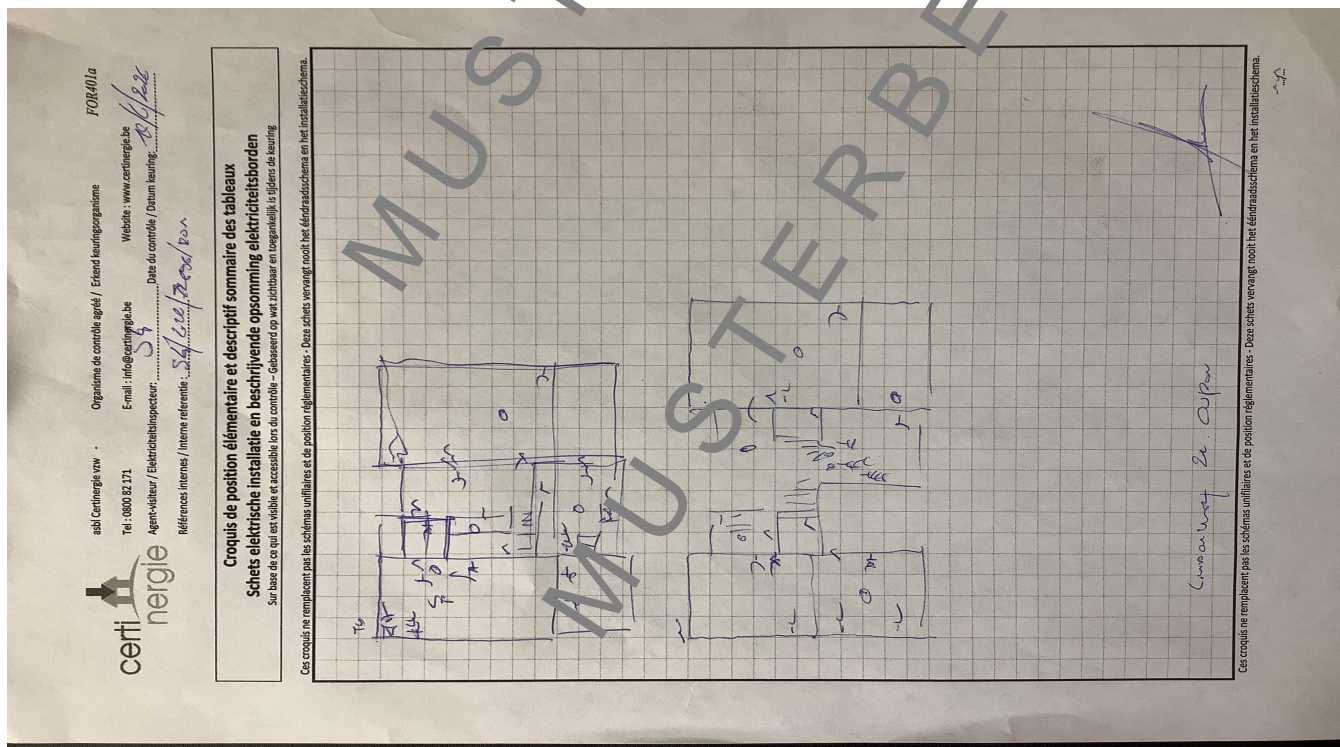 certi
nergie
asbl Certinergie vzw - Organisme de contrôle agréé / Erkend keuringsorganisme FOR401a
Tel : 0800 82 171 E-mail : info@certinergie.be Website : www.certinergie.be
Agent-visiteur / Elektriciteitsinspecteur: 54 Date du contrôle / Datum keuring:
Références internes / Interne referentie :
Croquis de position élémentaire et descriptif sommaire des tableaux
Schets elektrische installatie en beschrijvende opsomming elektriciteitsborden
Sur base de ce qui est visible et accessible lors du contrôle – Gebaseerd op wat zichtbaar en toegankelijk is tijdens de keuring
Ces croquis ne remplacent pas les schémas unifilaires et de position réglementaires - Deze schets vervangt nooit het ééndraadsschema en het installatieschema.
Ces croquis ne remplacent pas les schémas unifilaires et de position réglementaires - Deze schets vervangt nooit het ééndraadsschema en het installatieschema.
MUSTERBE